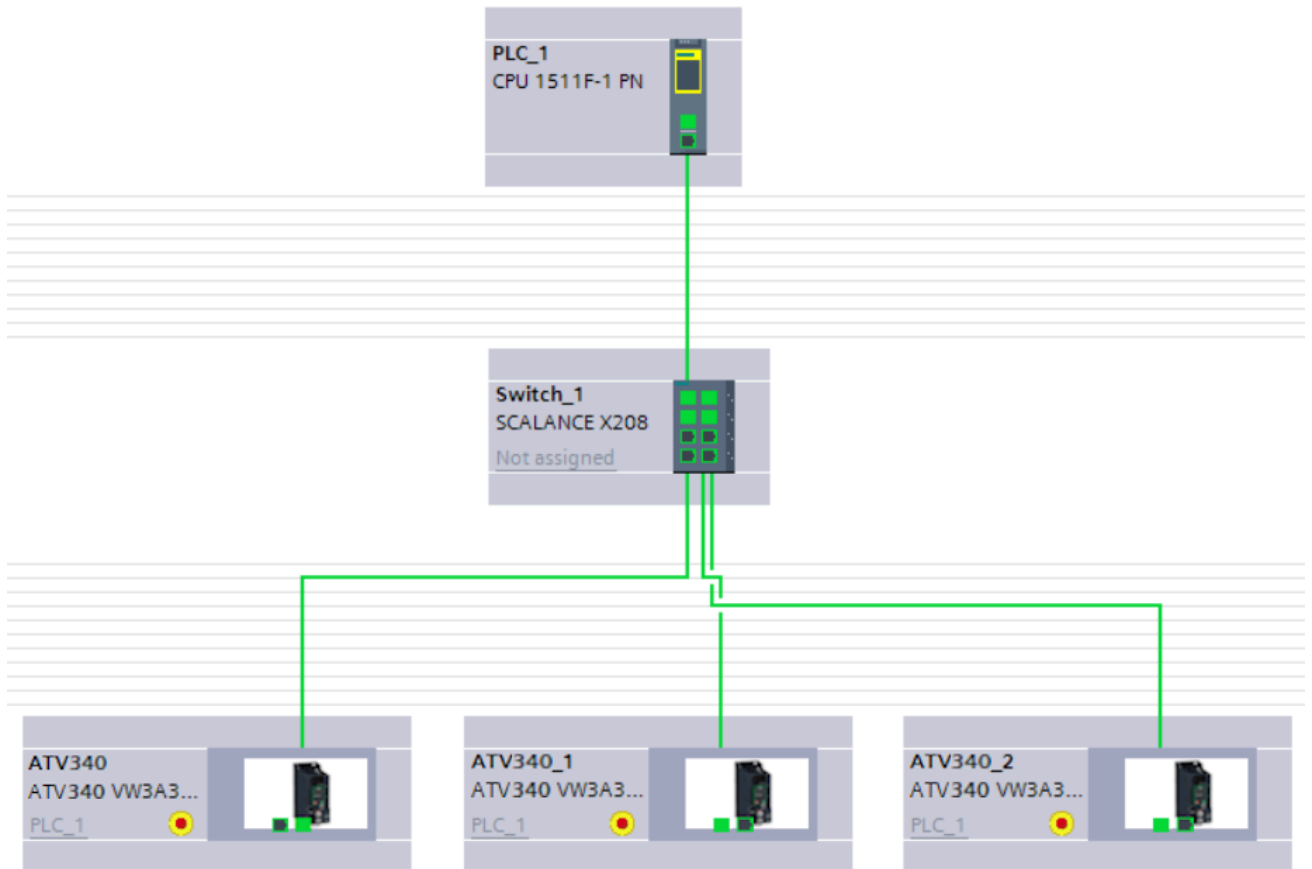 PLC_1
CPU 1511F-1 PN
Switch_1
SCALANCE X208
Not assigned
ATV340
ATV340 VW3A3...
PLC_1
ATV340_1
ATV340 VW3A3...
PLC_1
ATV340_2
ATV340 VW3A3...
PLC_1